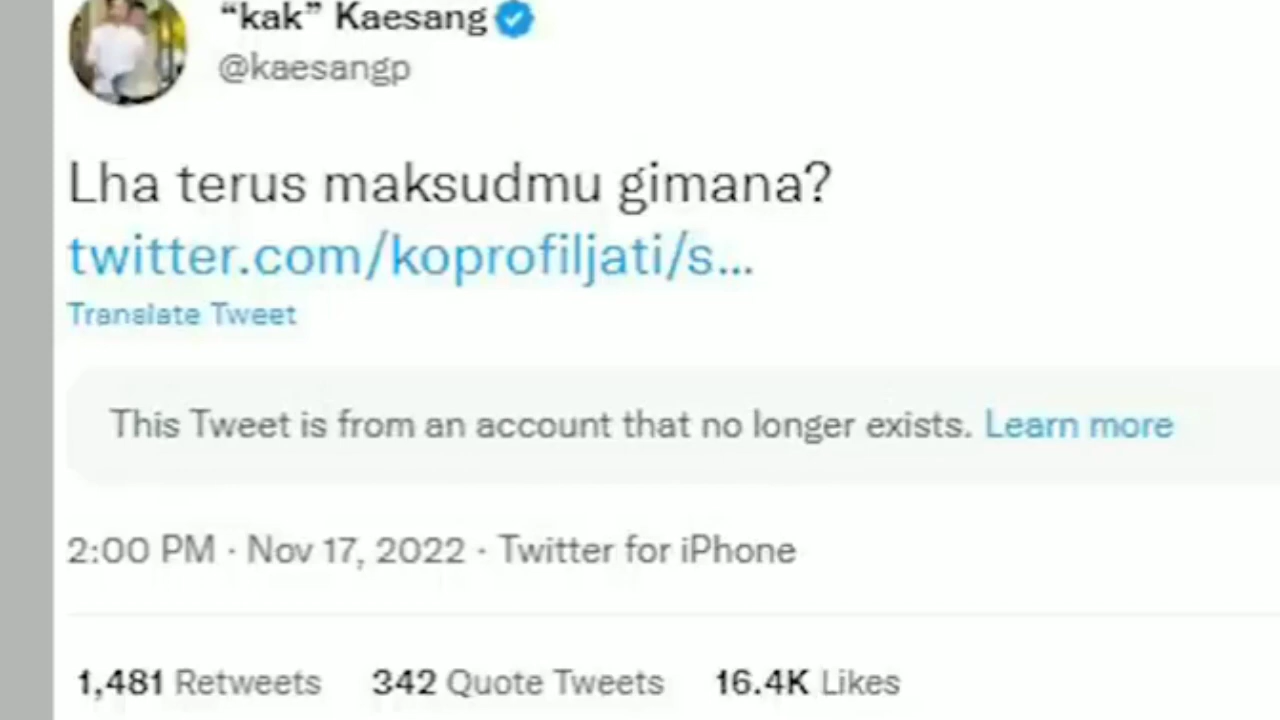 “kak” Kaesang
@kaesangp
Lha terus maksudmu gimana?
twitter.com/koprofiljati/s...
Translate Tweet
This Tweet is from an account that no longer exists. Learn more
2:00 PM · Nov 17, 2022 · Twitter for iPhone
1,481 Retweets 342 Quote Tweets 16.4K Likes